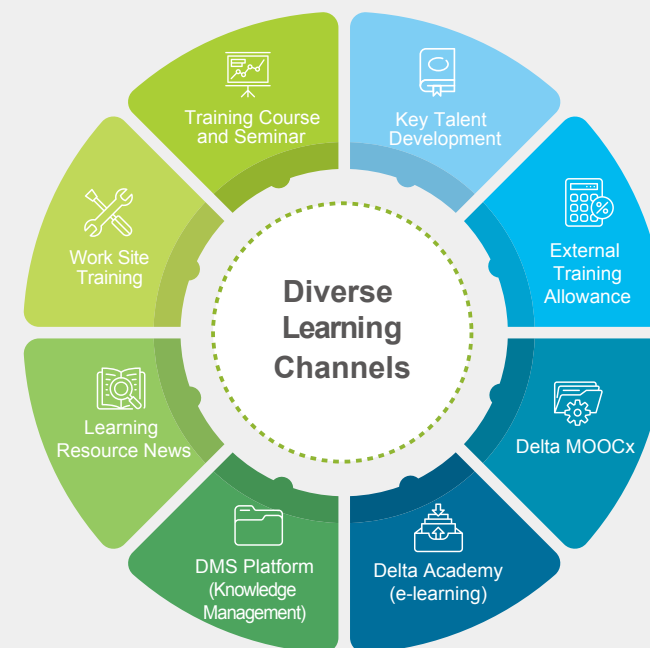 Training Course
and Seminar
Key Talent
Development
External
Training
Allowance
Delta MOOCx
Delta Academy
(e-learning)
DMS Platform
(Knowledge
Management)
Learning
Resource News
Work Site
Training
Diverse
Learning
Channels